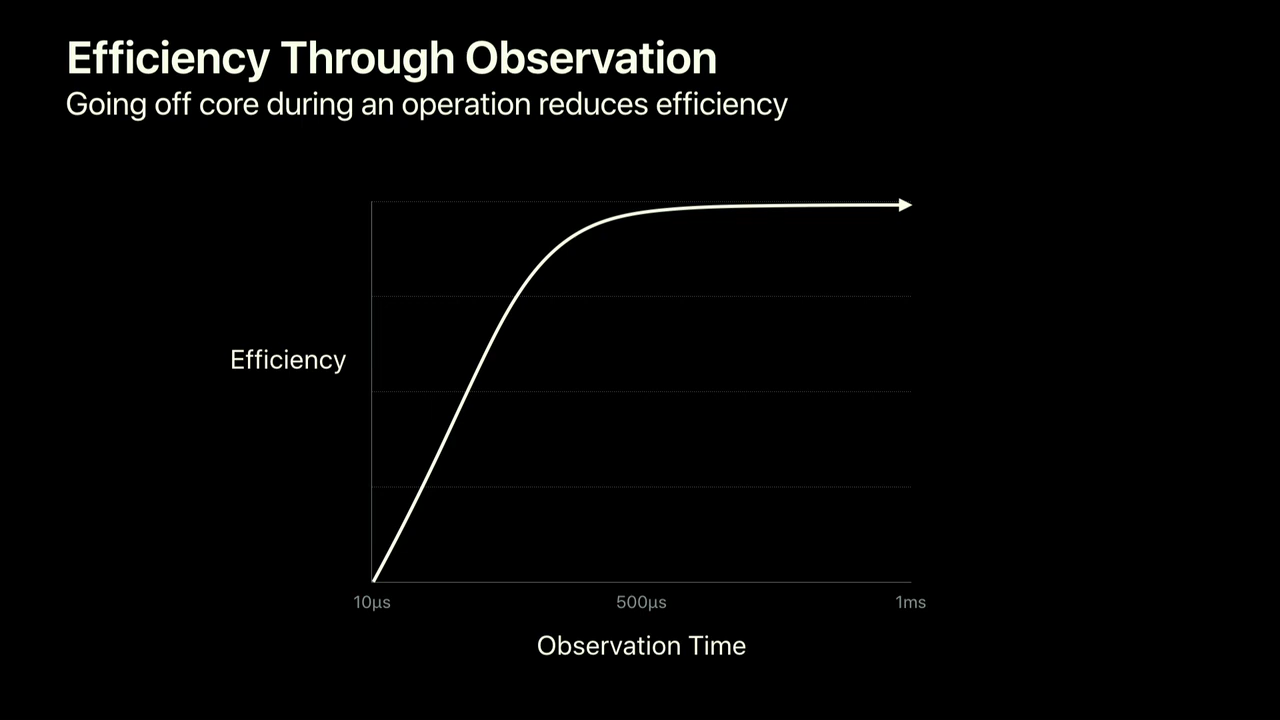 Efficiency Through Observation
Going off core during an operation reduces efficiency
Efficiency
10µs
500µs
1ms
Observation Time